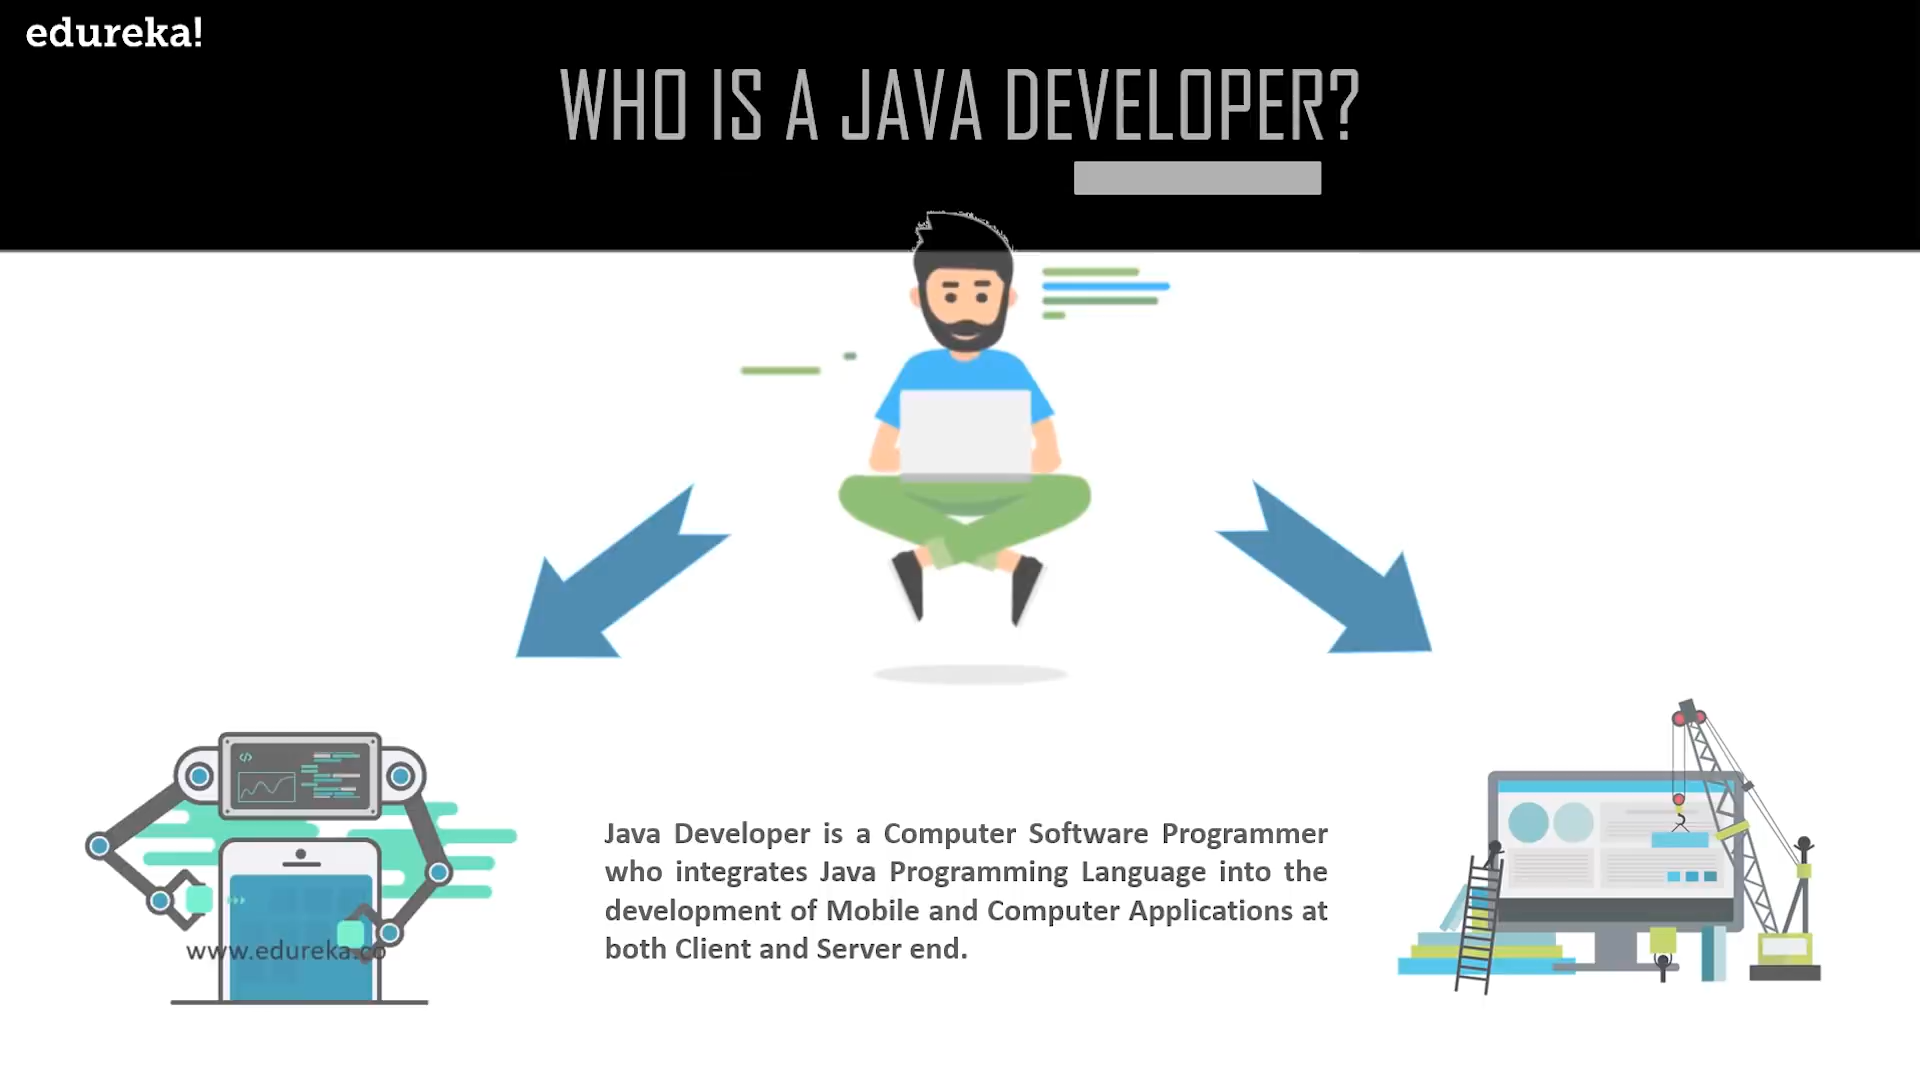 edureka!
WHO IS A JAVA DEVELOPER?
</>
Java Developer is a Computer Software Programmer
who integrates Java Programming Language into the
development of Mobile and Computer Applications at
both Client and Server end.
www.edureka.co